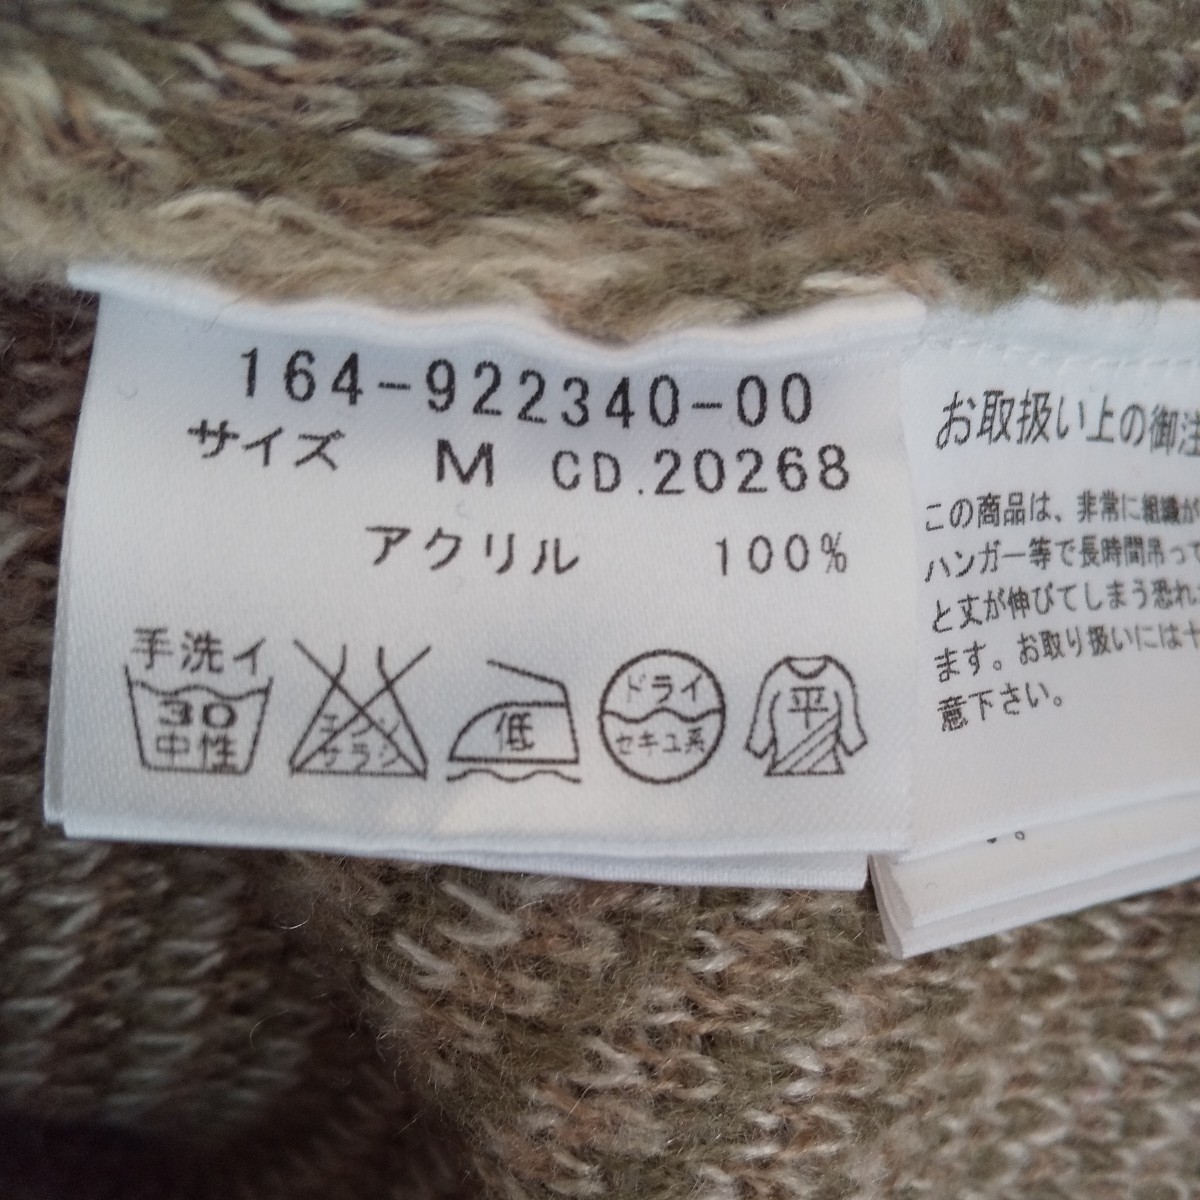 164-922340-00
サイズ M CD.20268
アクリル 100%
手洗イ
30
中性
エンソ
サラシ
低
ドライ
セキユ系
平
お取扱い上の御注
この商品は、非常に組織が
ハンガー等で長時間吊って
と丈が伸びてしまう恐れ
ます。お取り扱いには十
意下さい。